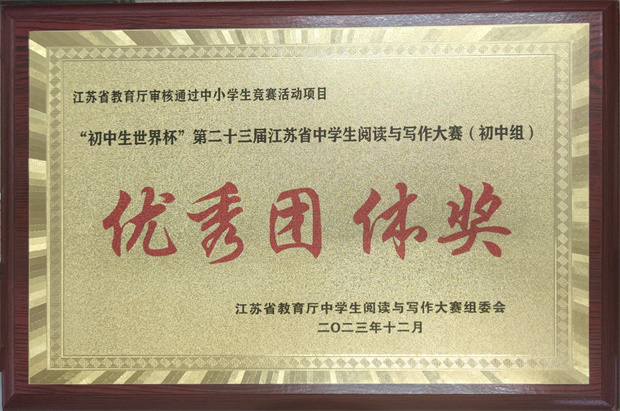 江苏省教育厅审核通过中小学生竞赛活动项目
“初中生世界杯”第二十三届江苏省中学生阅读与写作大赛（初中组）
优秀团体奖
江苏省教育厅中学生阅读与写作大赛组委会
二〇二三年十二月